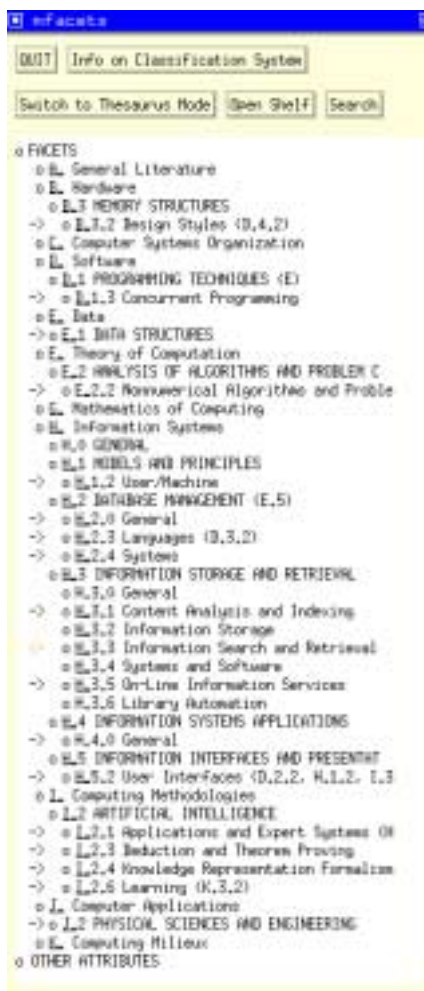 mfacets
QUIT Info on Classification System
Switch to Thesaurus Mode Open Shelf Search
o FACETS
o A. General Literature
o B. Hardware
o B.3 MEMORY STRUCTURES
-> o B.3.2 Design Styles (D.4.2)
o C. Computer Systems Organization
o D. Software
o D.1 PROGRAMMING TECHNIQUES (E)
-> o D.1.3 Concurrent Programming
o E. Data
-> o E.1 DATA STRUCTURES
o F. Theory of Computation
o F.2 ANALYSIS OF ALGORITHMS AND PROBLEM C
-> o F.2.2 Nonnumerical Algorithms and Proble
o G. Mathematics of Computing
o H. Information Systems
o H.0 GENERAL
o H.1 MODELS AND PRINCIPLES
-> o H.1.2 User/Machine
o H.2 DATABASE MANAGEMENT (E.5)
-> o H.2.0 General
-> o H.2.3 Languages (D.3.2)
-> o H.2.4 Systems
o H.3 INFORMATION STORAGE AND RETRIEVAL
o H.3.0 General
-> o H.3.1 Content Analysis and Indexing
o H.3.2 Information Storage
-> o H.3.3 Information Search and Retrieval
o H.3.4 Systems and Software
-> o H.3.5 On-Line Information Services
o H.3.6 Library Automation
o H.4 INFORMATION SYSTEMS APPLICATIONS
-> o H.4.0 General
o H.5 INFORMATION INTERFACES AND PRESENTAT
-> o H.5.2 User Interfaces (D.2.2, H.1.2, I.3
o I. Computing Methodologies
o I.2 ARTIFICIAL INTELLIGENCE
-> o I.2.1 Applications and Expert Systems (H
-> o I.2.3 Deduction and Theorem Proving
-> o I.2.4 Knowledge Representation Formalism
-> o I.2.6 Learning (K.3.2)
o J. Computer Applications
-> o J.2 PHYSICAL SCIENCES AND ENGINEERING
o K. Computing Milieux
o OTHER ATTRIBUTES